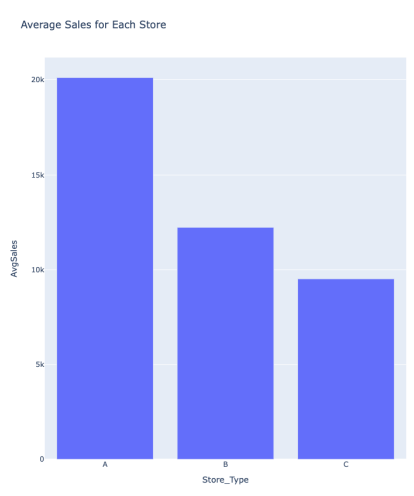 Average Sales for Each Store
20k
15k
10k
5k
0
AvgSales
A B C
Store_Type